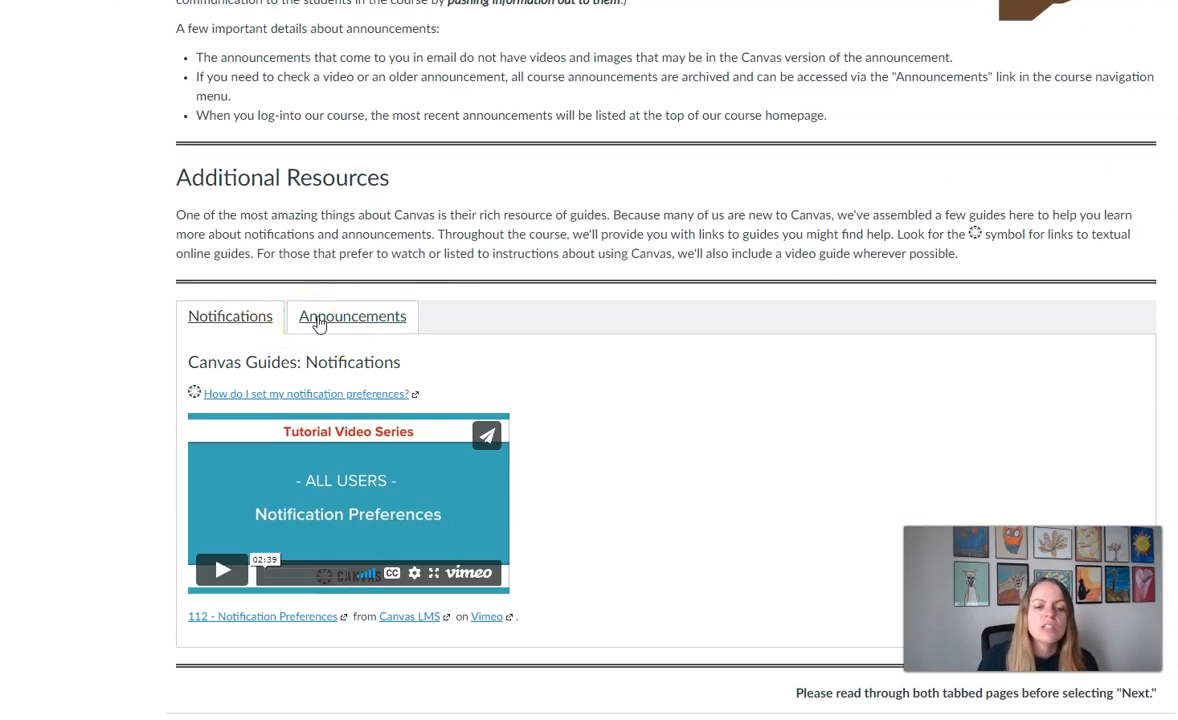 communication to the students in the course by pushing information out to them.)
A few important details about announcements:
The announcements that come to you in email do not have videos and images that may be in the Canvas version of the announcement.
If you need to check a video or an older announcement, all course announcements are archived and can be accessed via the "Announcements" link in the course navigation
menu.
When you log-into our course, the most recent announcements will be listed at the top of our course homepage.
Additional Resources
One of the most amazing things about Canvas is their rich resource of guides. Because many of us are new to Canvas, we've assembled a few guides here to help you learn
more about notifications and announcements. Throughout the course, we'll provide you with links to guides you might find help. Look for the symbol for links to textual
online guides. For those that prefer to watch or listed to instructions about using Canvas, we'll also include a video guide wherever possible.
Notifications Announcements
Canvas Guides: Notifications
How do I set my notification preferences?
Tutorial Video Series
- ALL USERS -
Notification Preferences
02:39
CANVAS CC vimeo
112 - Notification Preferences from Canvas LMS on Vimeo.
Please read through both tabbed pages before selecting "Next."